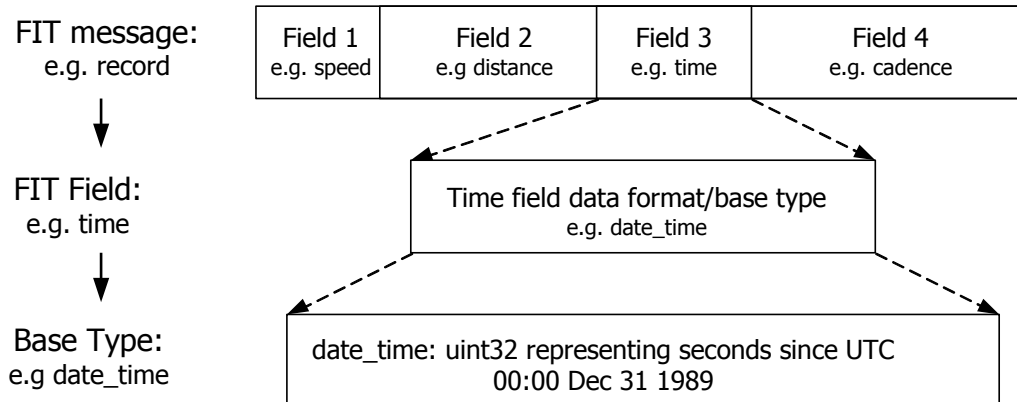 FIT message:
e.g. record
Field 1
e.g. speed
Field 2
e.g distance
Field 3
e.g. time
Field 4
e.g. cadence
FIT Field:
e.g. time
Time field data format/base type
e.g. date_time
Base Type:
e.g date_time
date_time: uint32 representing seconds since UTC
00:00 Dec 31 1989